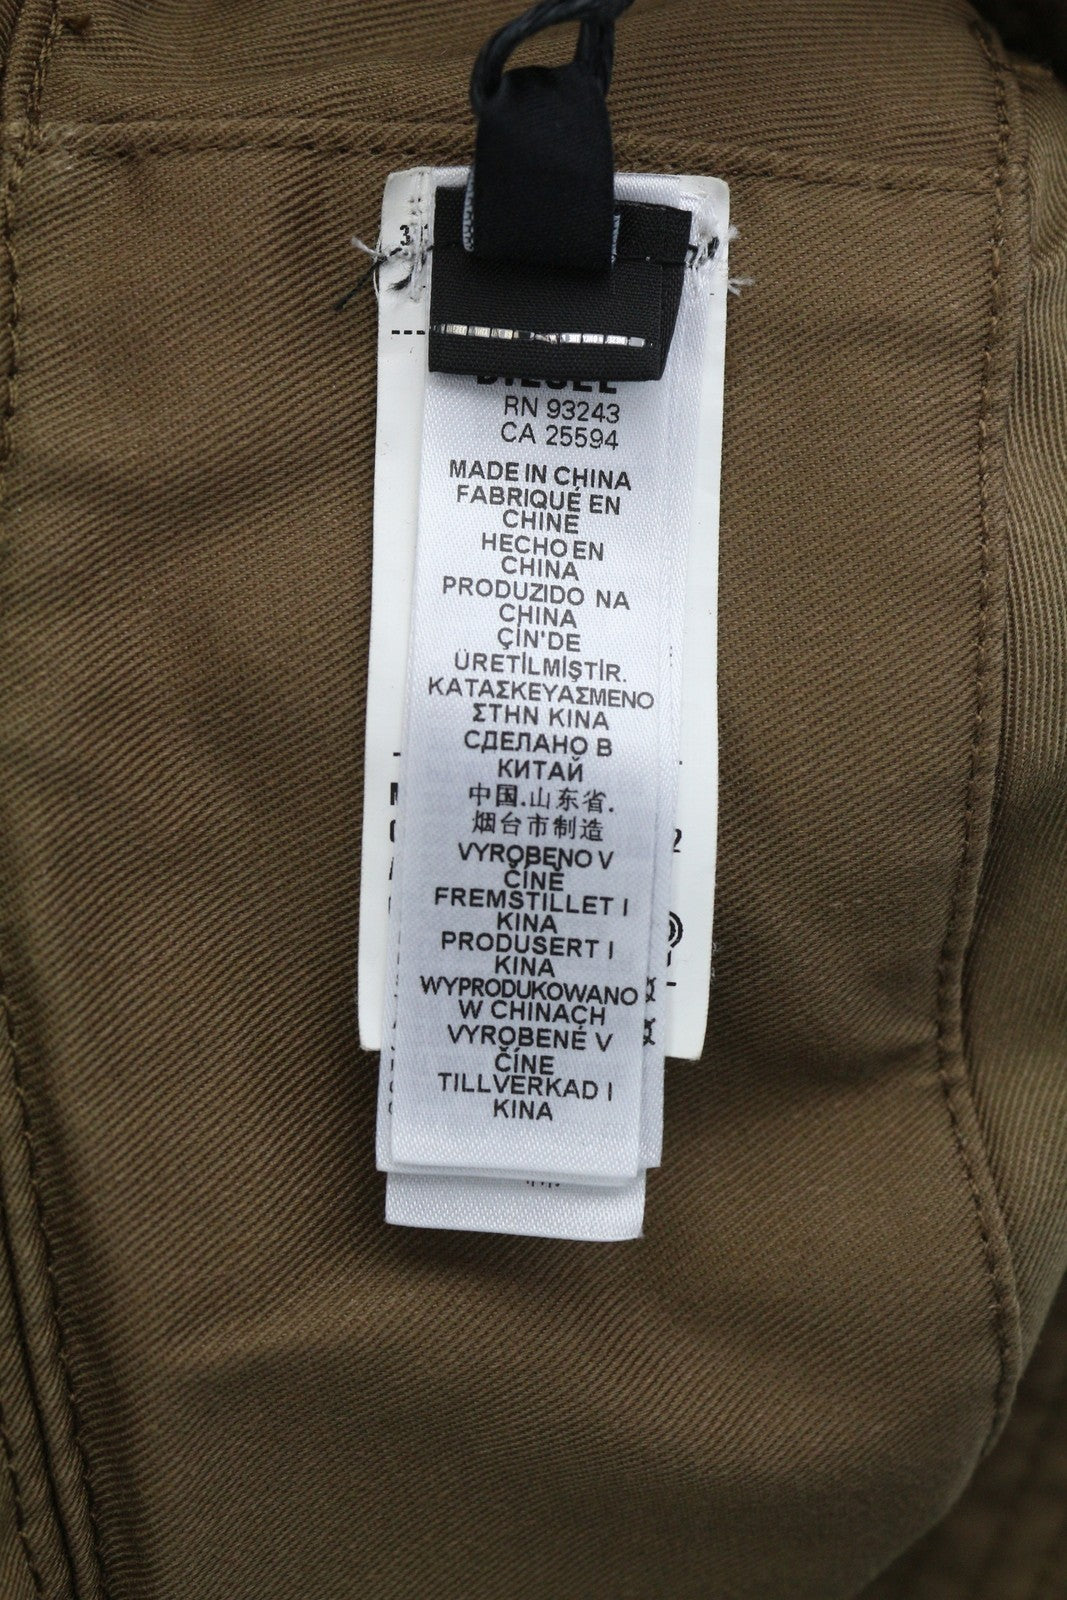 DIESEL
RN 93243
CA 25594
MADE IN CHINA
FABRIQUÉ EN
CHINE
HECHO EN
CHINA
PRODUZIDO NA
CHINA
ÇİN'DE
ÜRETİLMİŞTİR.
ΚΑΤΑΣΚΕΥΑΣΜΕΝΟ
ΣΤΗΝ ΚΙΝΑ
СДЕЛАНО В
КИТАЙ
中国.山东省.
烟台市制造
VYROBENO V
ČÍNĚ
FREMSTILLET I
KINA
PRODUSERT I
KINA
WYPRODUKOWANO
W CHINACH
VYROBENÉ V
ČÍNE
TILLVERKAD I
KINA